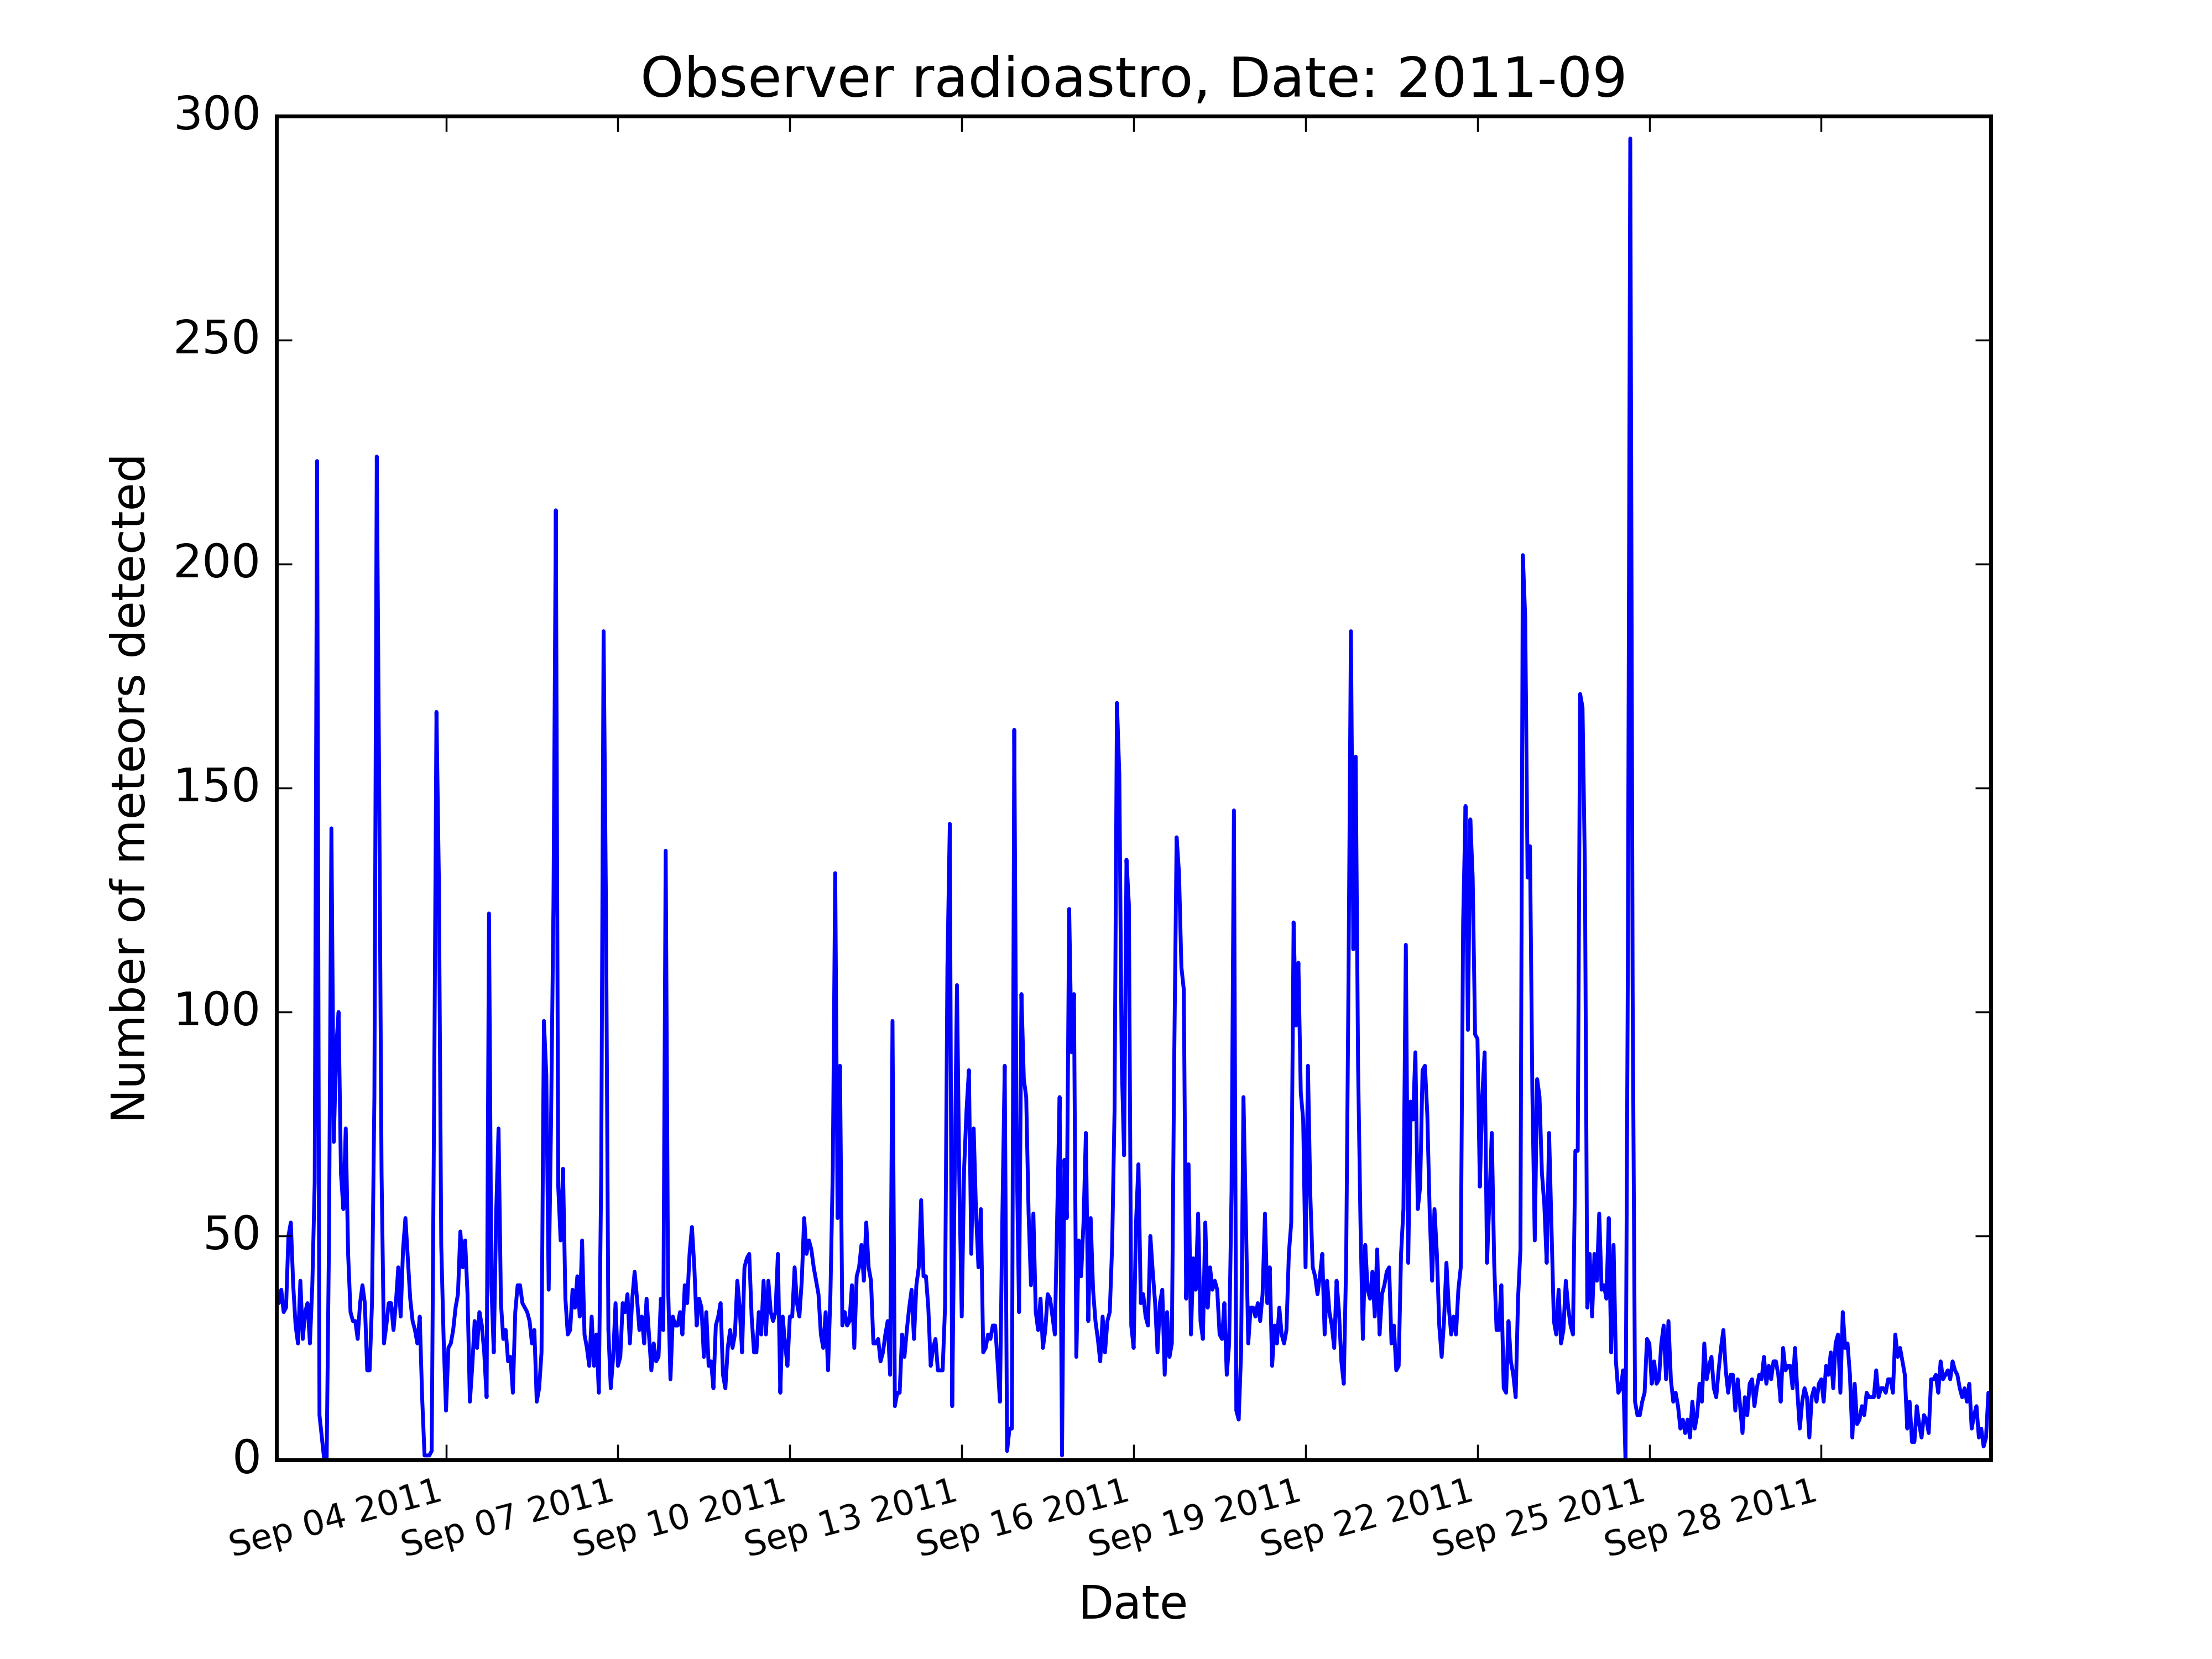 Observer radioastro, Date: 2011-09
300
250
200
150
100
50
0
Number of meteors detected
Sep 04 2011
Sep 07 2011
Sep 10 2011
Sep 13 2011
Sep 16 2011
Sep 19 2011
Sep 22 2011
Sep 25 2011
Sep 28 2011
Date